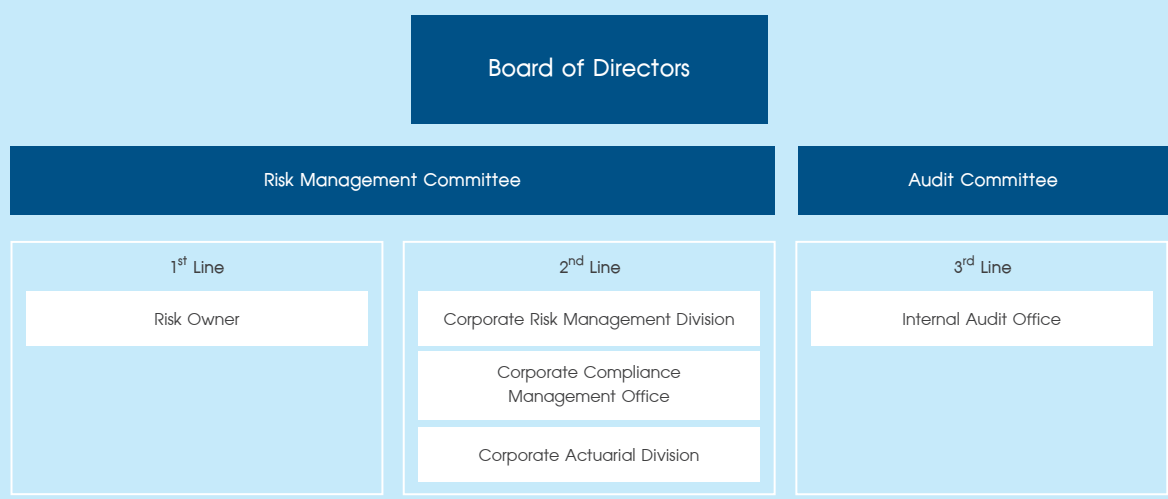 Board of Directors
Risk Management Committee
Audit Committee
1st Line
Risk Owner
2nd Line
Corporate Risk Management Division
Corporate Compliance
Management Office
Corporate Actuarial Division
3rd Line
Internal Audit Office